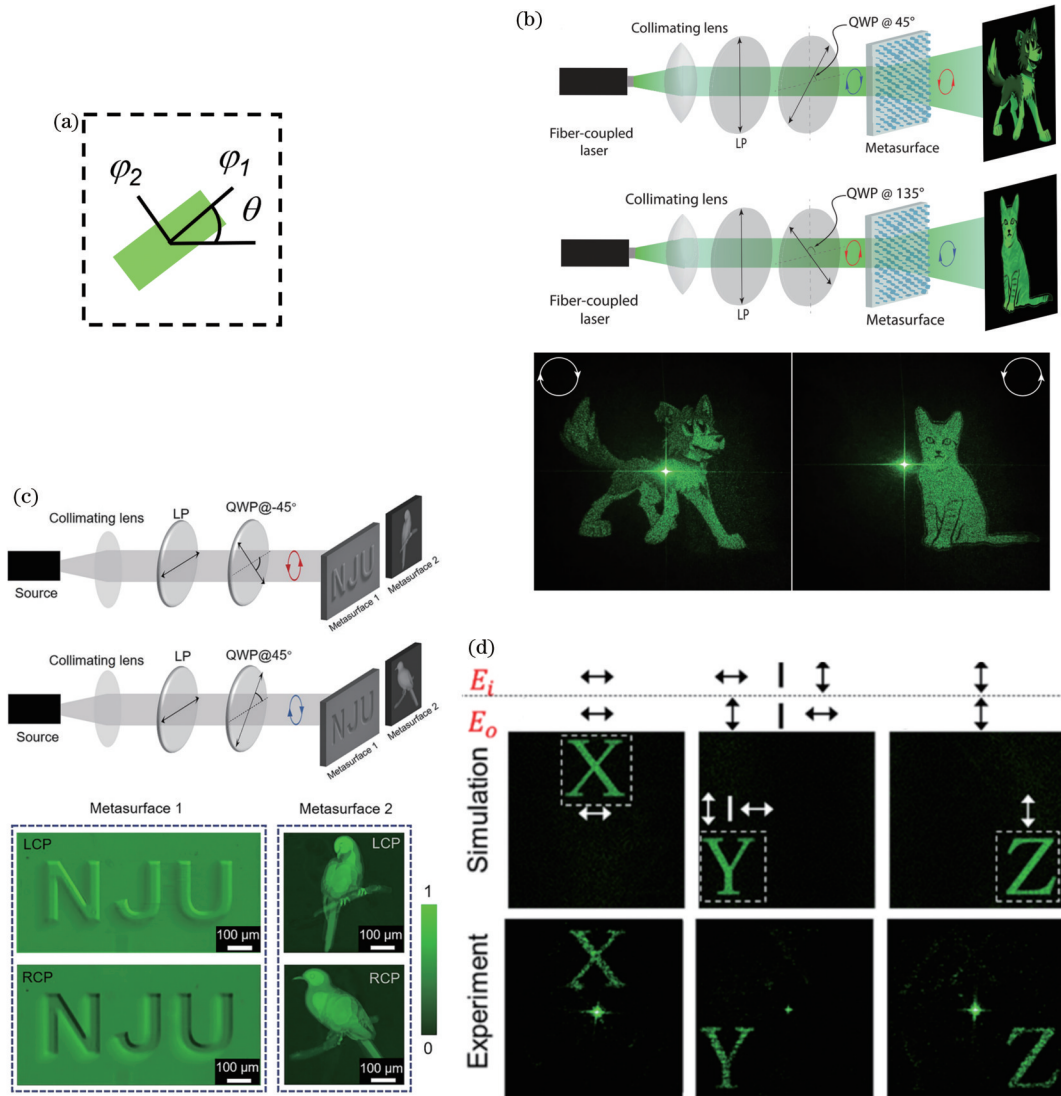 (a)
φ2
φ1
θ
(b)
Collimating lens
QWP @ 45°
Fiber-coupled
laser
LP
Metasurface
Collimating lens
QWP @ 135°
Fiber-coupled
laser
LP
Metasurface
(c)
Collimating lens
LP
QWP@-45°
Source
NJU
Metasurface 1
Metasurface 2
Collimating lens
LP
QWP@45°
Source
NJU
Metasurface 1
Metasurface 2
Metasurface 1
Metasurface 2
LCP
NJU
100 μm
LCP
100 μm
RCP
NJU
100 μm
RCP
100 μm
1
0
(d)
Ei
Eo
Simulation
X
Y
Z
Experiment
X
Y
Z